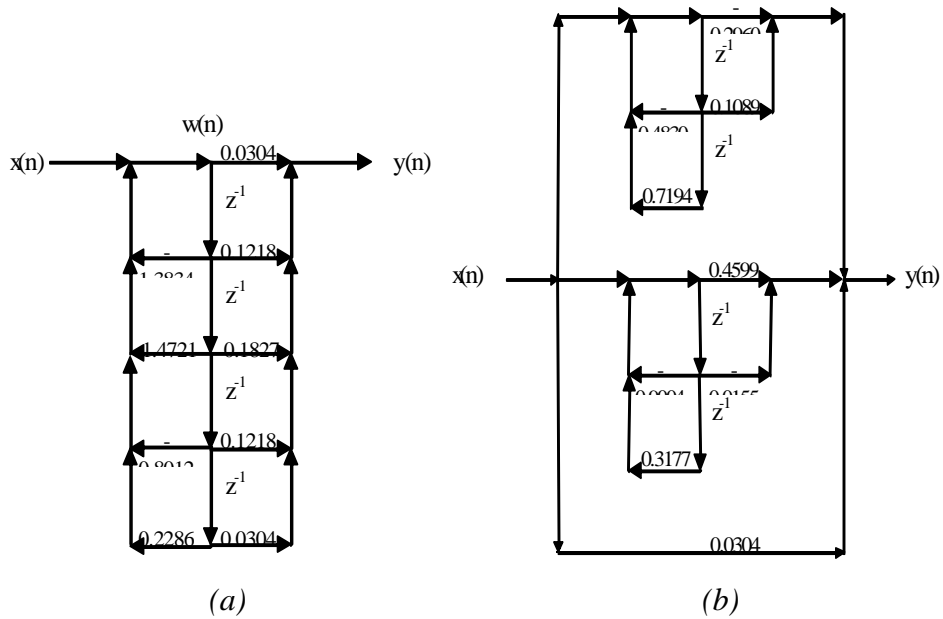 w(n)
x(n)
0.0304
y(n)
z-1
-
0.1218
z-1
1.4721
0.1827
z-1
-
0.1218
z-1
0.2286
0.0304
(a)
-
z-1
-
0.1089
z-1
0.7194
x(n)
0.4599
y(n)
z-1
-
-
z-1
0.3177
0.0304
(b)